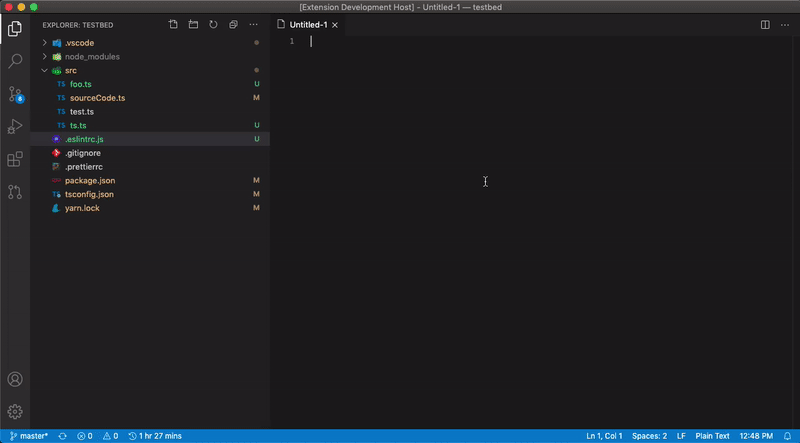 [Extension Development Host] - Untitled-1 — testbed
EXPLORER: TESTBED
Untitled-1
1
.vscode
node_modules
src
TS foo.ts U
TS sourceCode.ts M
TS test.ts
TS ts.ts U
.eslintrc.js U
.gitignore
.prettierrc
package.json M
TS tsconfig.json M
yarn.lock M
8
master* 0 0 1 hr 27 mins Ln 1, Col 1 Spaces: 2 LF Plain Text 12:48 PM